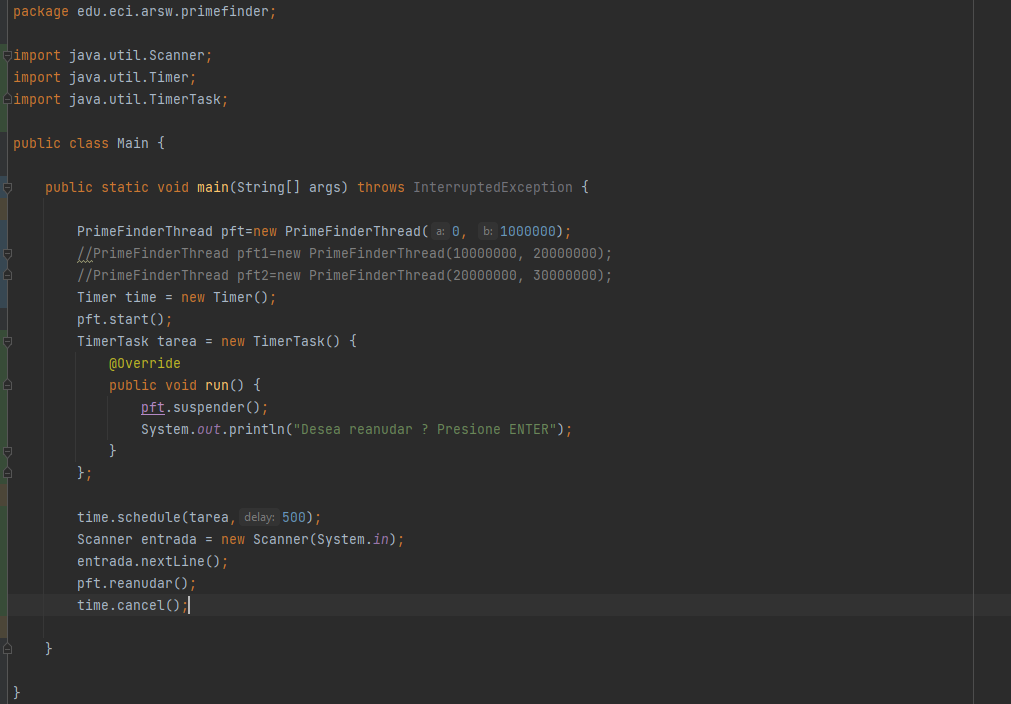 package edu.eci.arsw.primefinder;
import java.util.Scanner;
import java.util.Timer;
import java.util.TimerTask;
public class Main {
public static void main(String[] args) throws InterruptedException {
PrimeFinderThread pft=new PrimeFinderThread( a: 0, b: 1000000);
//PrimeFinderThread pft1=new PrimeFinderThread(10000000, 20000000);
//PrimeFinderThread pft2=new PrimeFinderThread(20000000, 30000000);
Timer time = new Timer();
pft.start();
TimerTask tarea = new TimerTask() {
@Override
public void run() {
pft.suspender();
System.out.println("Desea reanudar ? Presione ENTER");
}
};
time.schedule(tarea, delay: 500);
Scanner entrada = new Scanner(System.in);
entrada.nextLine();
pft.reanudar();
time.cancel();
}
}